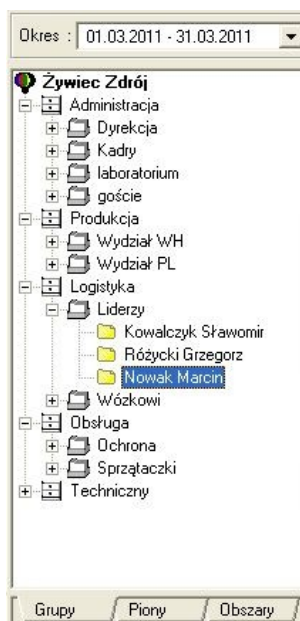 Okres : 01.03.2011 - 31.03.2011
Żywiec Zdrój
Administracja
Dyrekcja
Kadry
laboratorium
goście
Produkcja
Wydział WH
Wydział PL
Logistyka
Liderzy
Kowalczyk Sławomir
Różycki Grzegorz
Nowak Marcin
Wózkowi
Obsługa
Ochrona
Sprzątaczki
Techniczny
Grupy Piony Obszary